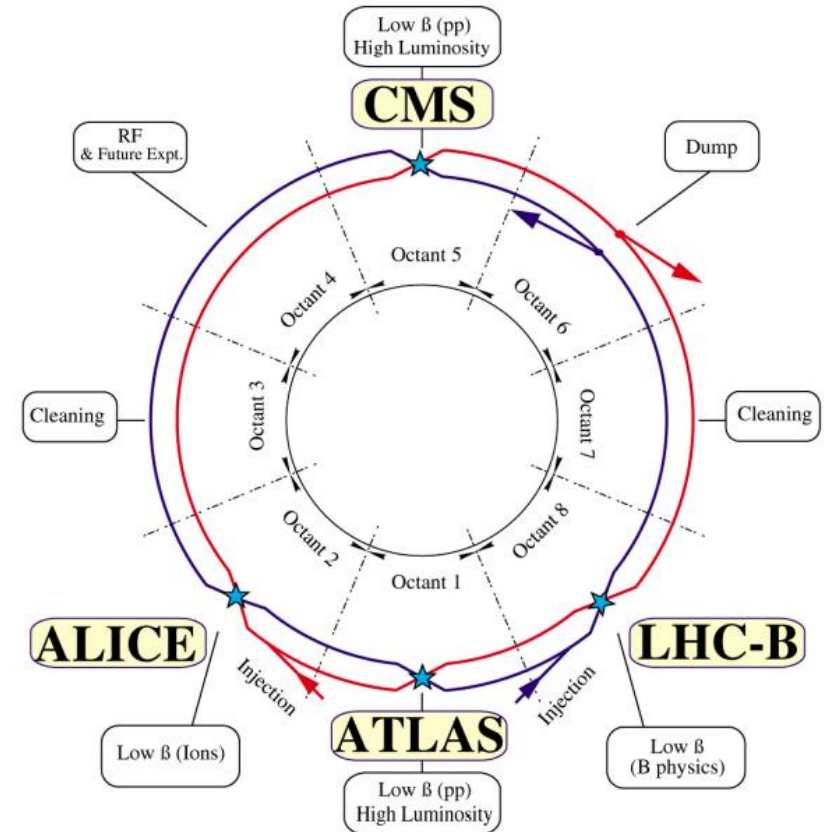 Low ß (pp)
High Luminosity
CMS
RF
& Future Expt.
Dump
Octant 5
Octant 4
Octant 6
Cleaning
Octant 3
Octant 7
Cleaning
Octant 2
Octant 8
Octant 1
ALICE
LHC-B
Injection
Injection
ATLAS
Low ß (Ions)
Low ß
(B physics)
Low ß (pp)
High Luminosity